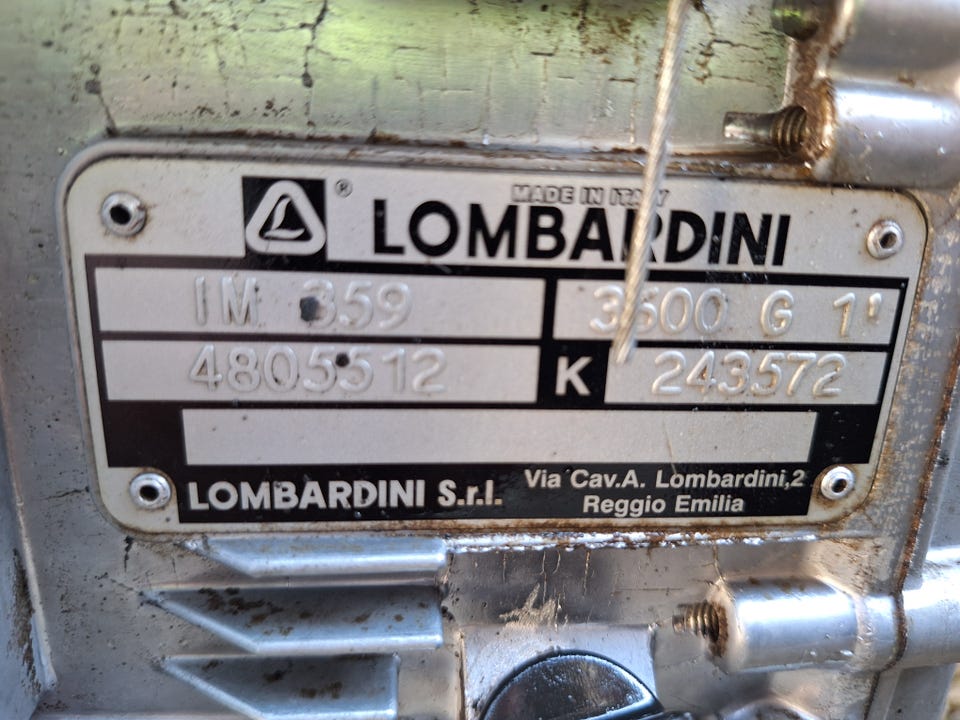 ®
MADE IN ITALY
LOMBARDINI
IM 359
3600 G 1'
4805512
K 243572
LOMBARDINI S.r.l.
Via Cav.A. Lombardini,2
Reggio Emilia